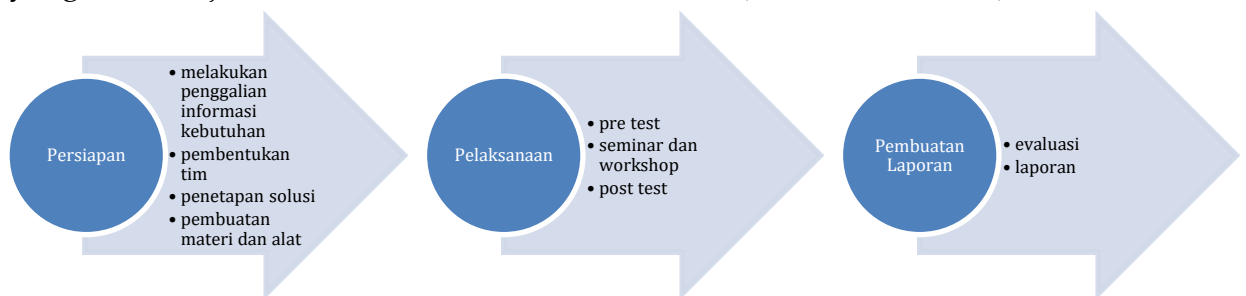 Persiapan
• melakukan
penggalian
informasi
kebutuhan
• pembentukan
tim
• penetapan solusi
• pembuatan
materi dan alat
Pelaksanaan
• pre test
• seminar dan
workshop
• post test
Pembuatan
Laporan
• evaluasi
• laporan